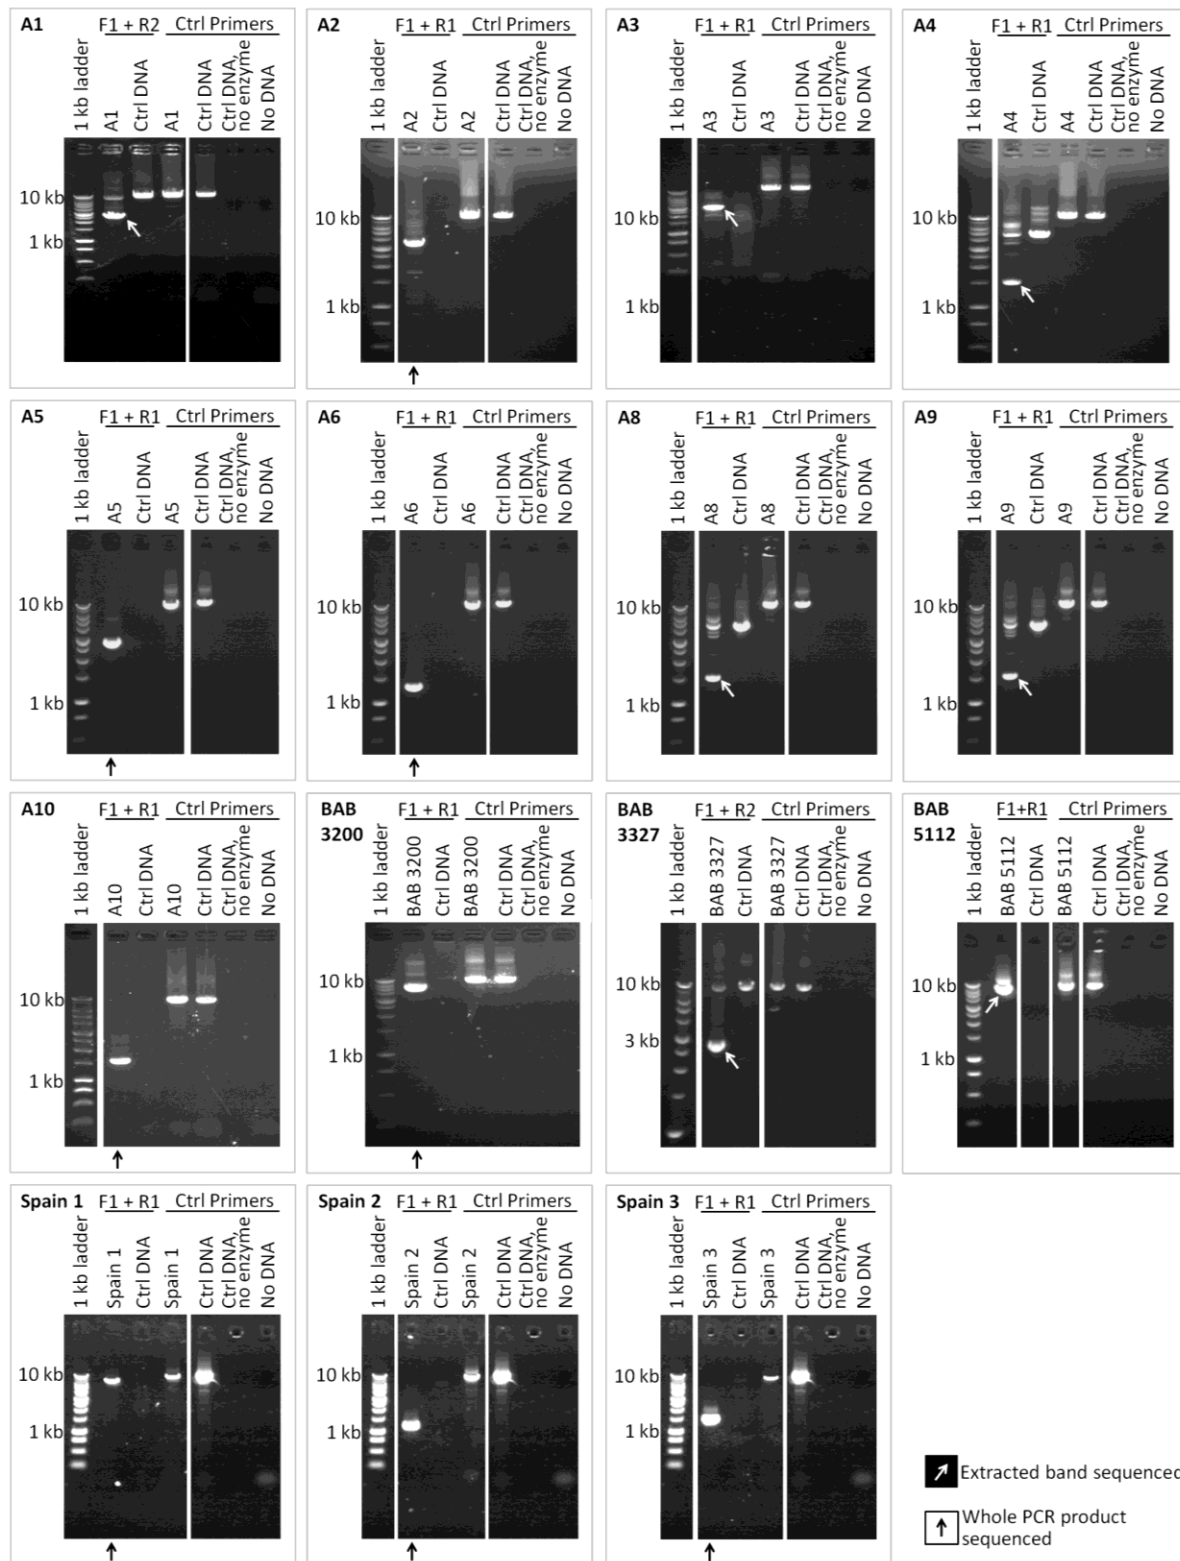 A1
F1 + R2
Ctrl Primers
1 kb ladder
A1
Ctrl DNA
A1
Ctrl DNA
Ctrl DNA,
no enzyme
No DNA
10 kb
1 kb
A2
F1 + R1
Ctrl Primers
1 kb ladder
A2
Ctrl DNA
A2
Ctrl DNA
Ctrl DNA,
no enzyme
No DNA
10 kb
1 kb
A3
F1 + R1
Ctrl Primers
1 kb ladder
A3
Ctrl DNA
A3
Ctrl DNA
Ctrl DNA,
no enzyme
No DNA
10 kb
1 kb
A4
F1 + R1
Ctrl Primers
1 kb ladder
A4
Ctrl DNA
A4
Ctrl DNA
Ctrl DNA,
no enzyme
No DNA
10 kb
1 kb
A5
F1 + R1
Ctrl Primers
1 kb ladder
A5
Ctrl DNA
A5
Ctrl DNA
Ctrl DNA,
no enzyme
No DNA
10 kb
1 kb
A6
F1 + R1
Ctrl Primers
1 kb ladder
A6
Ctrl DNA
A6
Ctrl DNA
Ctrl DNA,
no enzyme
No DNA
10 kb
1 kb
A8
F1 + R1
Ctrl Primers
1 kb ladder
A8
Ctrl DNA
A8
Ctrl DNA
Ctrl DNA,
no enzyme
No DNA
10 kb
1 kb
A9
F1 + R1
Ctrl Primers
1 kb ladder
A9
Ctrl DNA
A9
Ctrl DNA
Ctrl DNA,
no enzyme
No DNA
10 kb
1 kb
A10
F1 + R1
Ctrl Primers
1 kb ladder
A10
Ctrl DNA
A10
Ctrl DNA
Ctrl DNA,
no enzyme
No DNA
10 kb
1 kb
BAB
3200
F1 + R1
Ctrl Primers
1 kb ladder
BAB 3200
Ctrl DNA
BAB 3200
Ctrl DNA
Ctrl DNA,
no enzyme
No DNA
10 kb
1 kb
BAB
3327
F1 + R2
Ctrl Primers
1 kb ladder
BAB 3327
Ctrl DNA
BAB 3327
Ctrl DNA
Ctrl DNA,
no enzyme
No DNA
10 kb
3 kb
BAB
5112
F1+R1
Ctrl Primers
1 kb ladder
BAB 5112
Ctrl DNA
BAB 5112
Ctrl DNA
Ctrl DNA,
no enzyme
No DNA
10 kb
1 kb
Spain 1
F1 + R1
Ctrl Primers
1 kb ladder
Spain 1
Ctrl DNA
Spain 1
Ctrl DNA
Ctrl DNA,
no enzyme
No DNA
10 kb
1 kb
Spain 2
F1 + R1
Ctrl Primers
1 kb ladder
Spain 2
Ctrl DNA
Spain 2
Ctrl DNA
Ctrl DNA,
no enzyme
No DNA
10 kb
1 kb
Spain 3
F1 + R1
Ctrl Primers
1 kb ladder
Spain 3
Ctrl DNA
Spain 3
Ctrl DNA
Ctrl DNA,
no enzyme
No DNA
10 kb
1 kb
Extracted band sequenced
Whole PCR product
sequenced